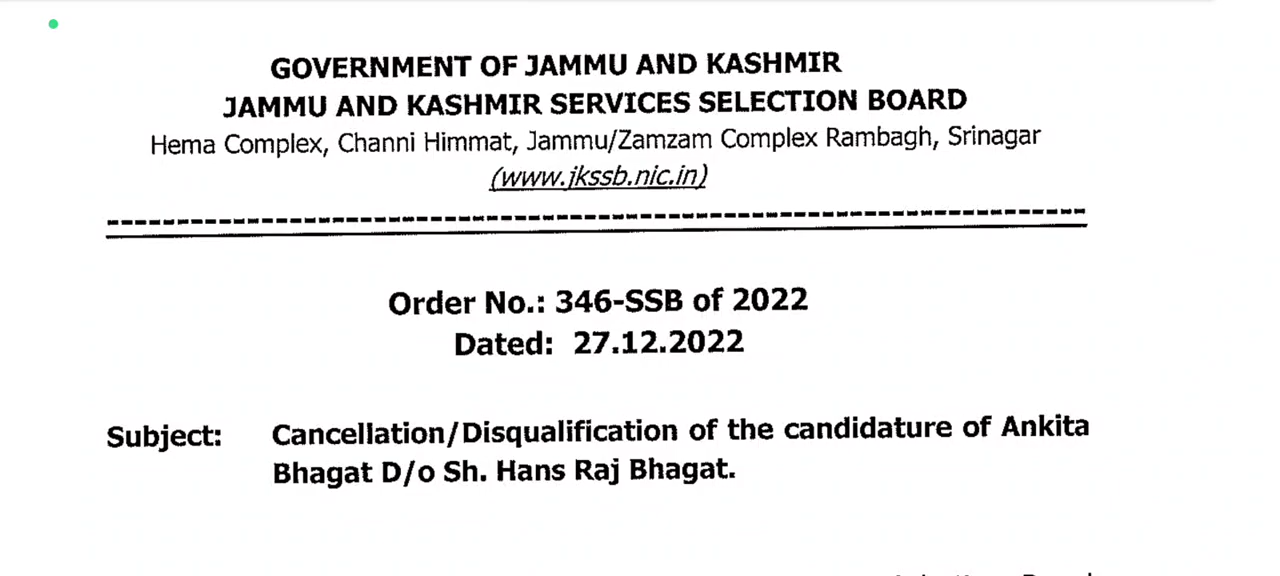 GOVERNMENT OF JAMMU AND KASHMIR
JAMMU AND KASHMIR SERVICES SELECTION BOARD
Hema Complex, Channi Himmat, Jammu/Zamzam Complex Rambagh, Srinagar
(www.jkssb.nic.in)
Order No.: 346-SSB of 2022
Dated: 27.12.2022
Subject: Cancellation/Disqualification of the candidature of Ankita
Bhagat D/o Sh. Hans Raj Bhagat.